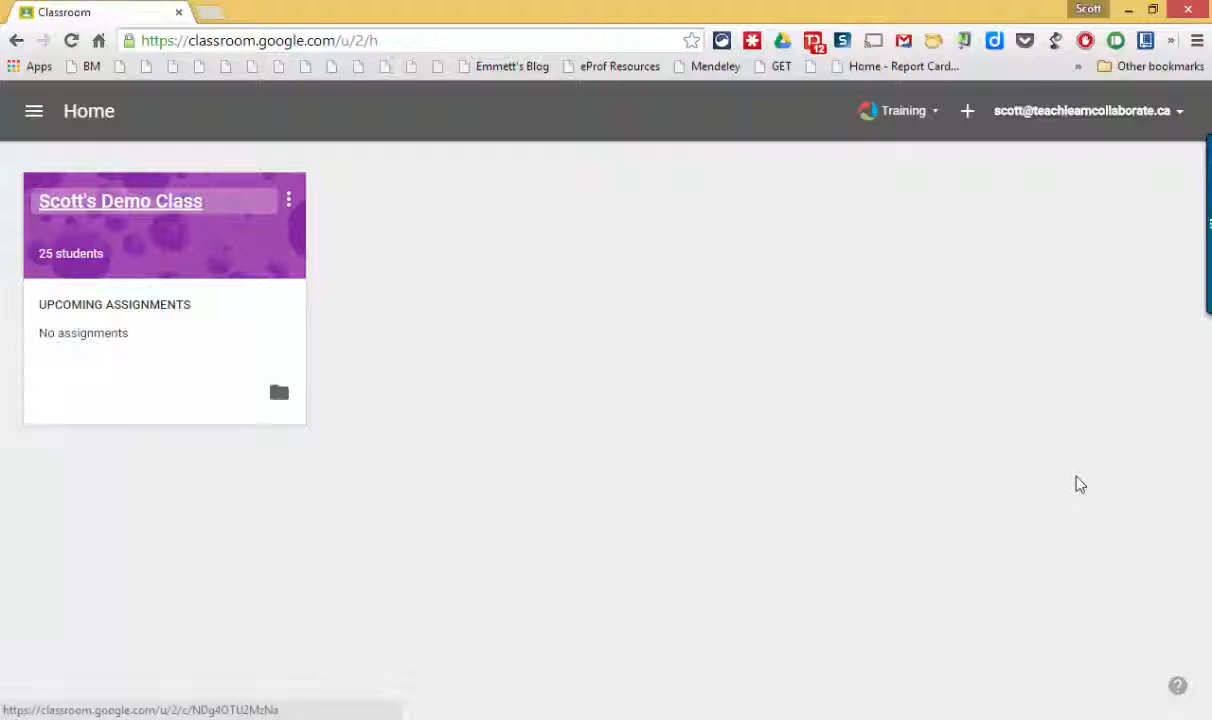 Classroom
Scott
https://classroom.google.com/u/2/h
12
Apps BM Emmett's Blog eProf Resources Mendeley GET Home - Report Card... » Other bookmarks
Home Training scott@teachlearncollaborate.ca
Scott's Demo Class
25 students
UPCOMING ASSIGNMENTS
No assignments
?
https://classroom.google.com/u/2/c/NDg4OTU2MzNa